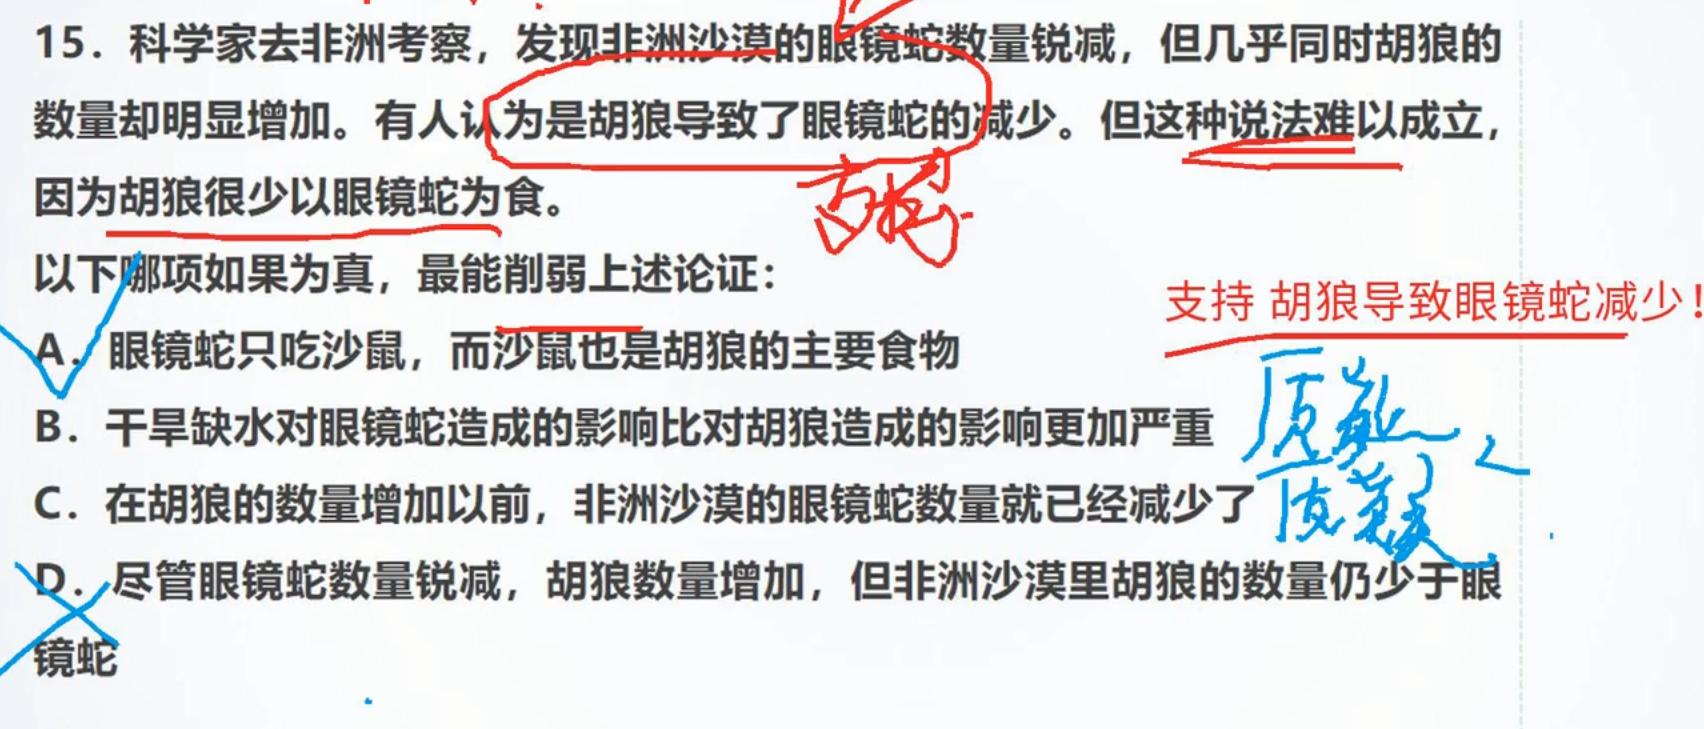 15．科学家去非洲考察，发现非洲沙漠的眼镜蛇数量锐减，但几乎同时胡狼的
数量却明显增加。有人认为是胡狼导致了眼镜蛇的减少。但这种说法难以成立，
因为胡狼很少以眼镜蛇为食。
以下哪项如果为真，最能削弱上述论证：
支持 胡狼导致眼镜蛇减少！
A．眼镜蛇只吃沙鼠，而沙鼠也是胡狼的主要食物
B．干旱缺水对眼镜蛇造成的影响比对胡狼造成的影响更加严重
C．在胡狼的数量增加以前，非洲沙漠的眼镜蛇数量就已经减少了
D．尽管眼镜蛇数量锐减，胡狼数量增加，但非洲沙漠里胡狼的数量仍少于眼
镜蛇